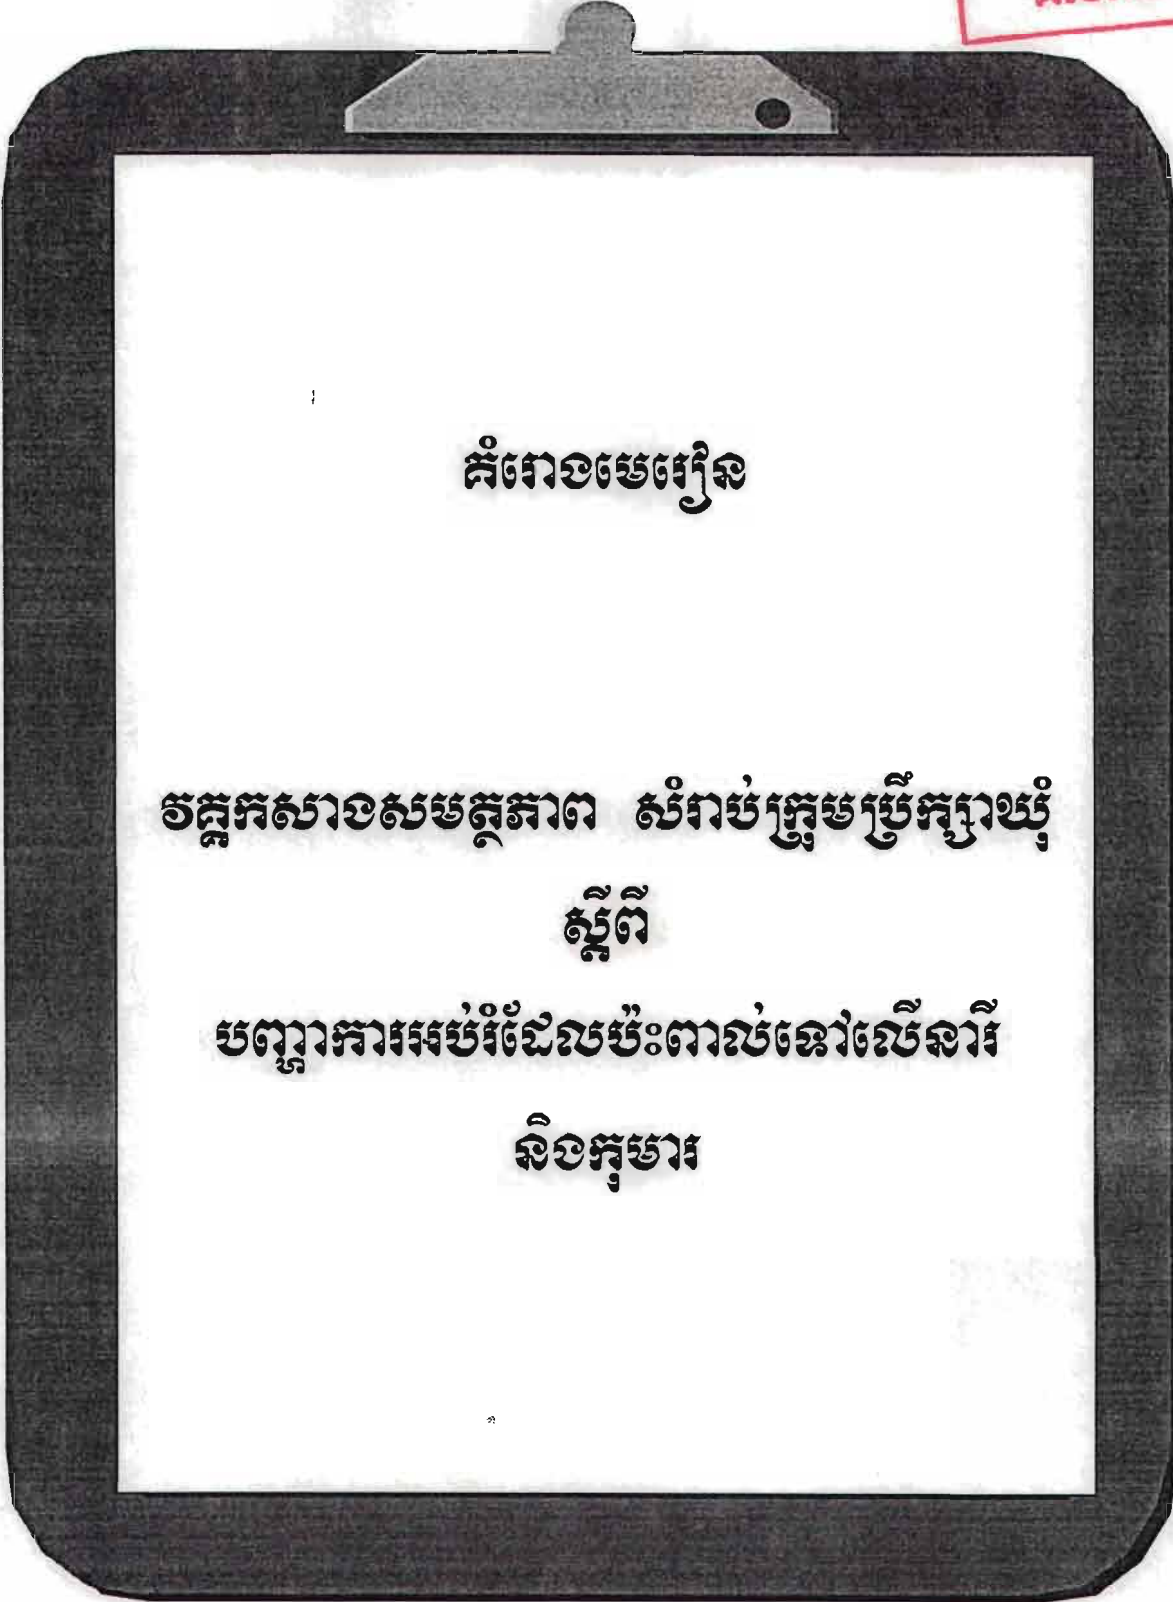 គំរោងមេរៀន
វគ្គកសាងសមត្ថភាព សំរាប់ក្រុមប្រឹក្សាឃុំ
ស្តីពី
បញ្ហាការអប់រំដែលប៉ះពាល់ទៅលើនារី
និងកុមារ